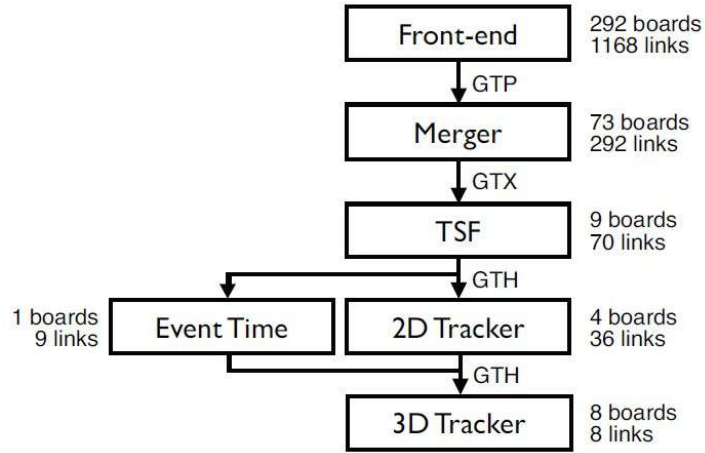 Front-end
292 boards
1168 links
GTP
Merger
73 boards
292 links
GTX
TSF
9 boards
70 links
GTH
1 boards
9 links
Event Time
2D Tracker
4 boards
36 links
GTH
3D Tracker
8 boards
8 links